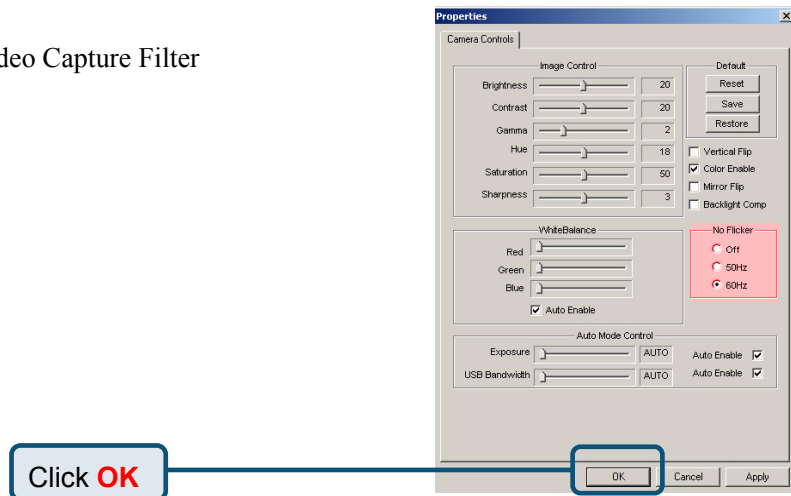 Properties
Camera Controls
deo Capture Filter
Image Control
Brightness 20
Contrast 20
Gamma 2
Hue 18
Saturation 50
Sharpness 3
Default
Reset
Save
Restore
Vertical Flip
Color Enable
Mirror Flip
Backlight Comp
WhiteBalance
Red
Green
Blue
Auto Enable
No Flicker
Off
50Hz
60Hz
Auto Mode Control
Exposure AUTO Auto Enable
USB Bandwidth AUTO Auto Enable
Click OK
OK Cancel Apply